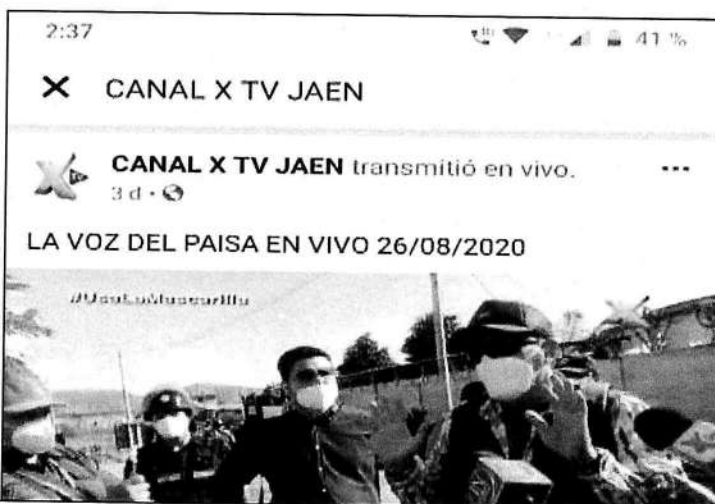 2:37 41 %
CANAL X TV JAEN
CANAL X TV JAEN transmitió en vivo.
3 d
LA VOZ DEL PAISA EN VIVO 26/08/2020
#UsaLaMascarilla